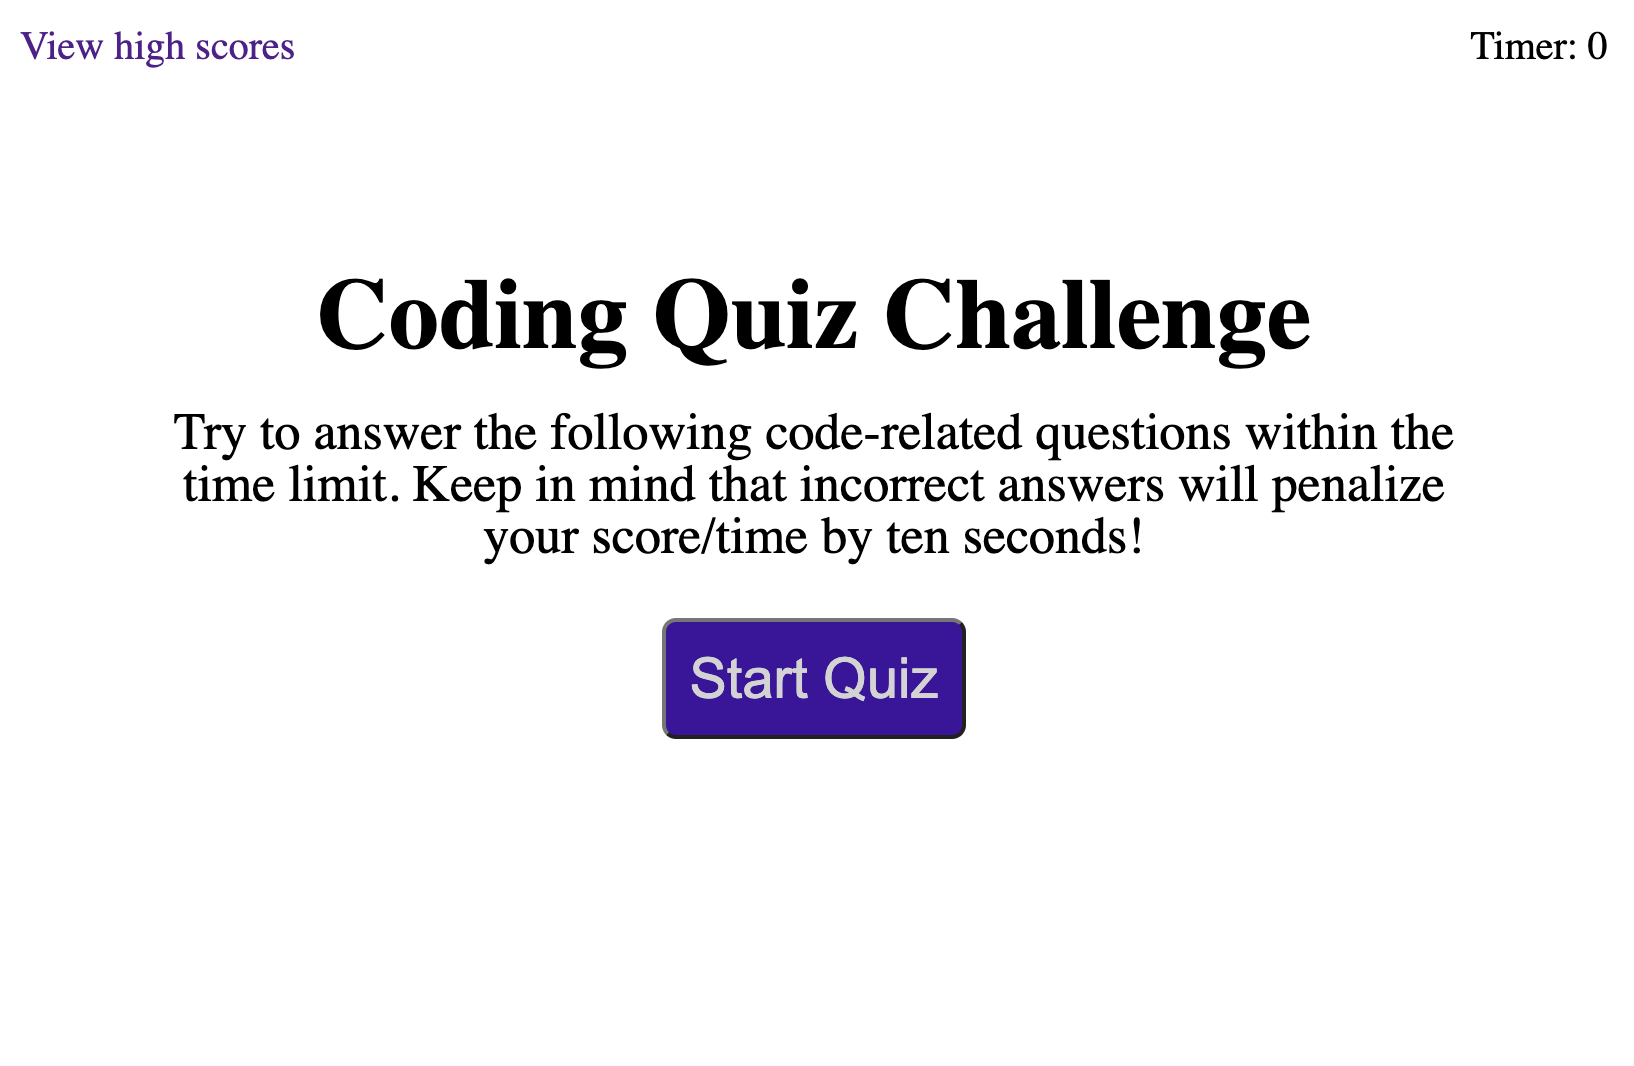 View high scores
Timer: 0
Coding Quiz Challenge
Try to answer the following code-related questions within the
time limit. Keep in mind that incorrect answers will penalize
your score/time by ten seconds!
Start Quiz